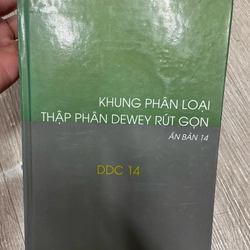 KHUNG PHÂN LOẠI
THẬP PHÂN DEWEY RÚT GỌN
ẤN BẢN 14
DDC 14